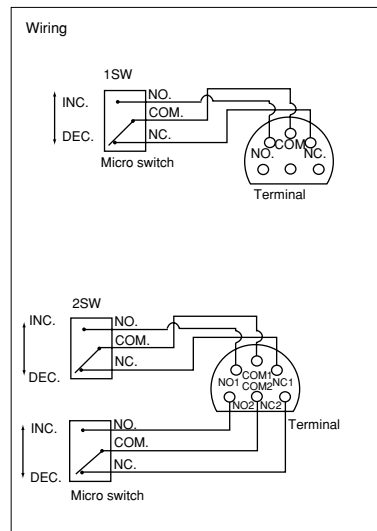 Wiring
1SW
INC.
DEC.
NO.
COM.
NC.
Micro switch
NO.
COM
NC.
Terminal
2SW
INC.
DEC.
NO.
COM.
NC.
NO1
COM1
NC1
COM2
NO2
NC2
Terminal
INC.
DEC.
NO.
COM.
NC.
Micro switch